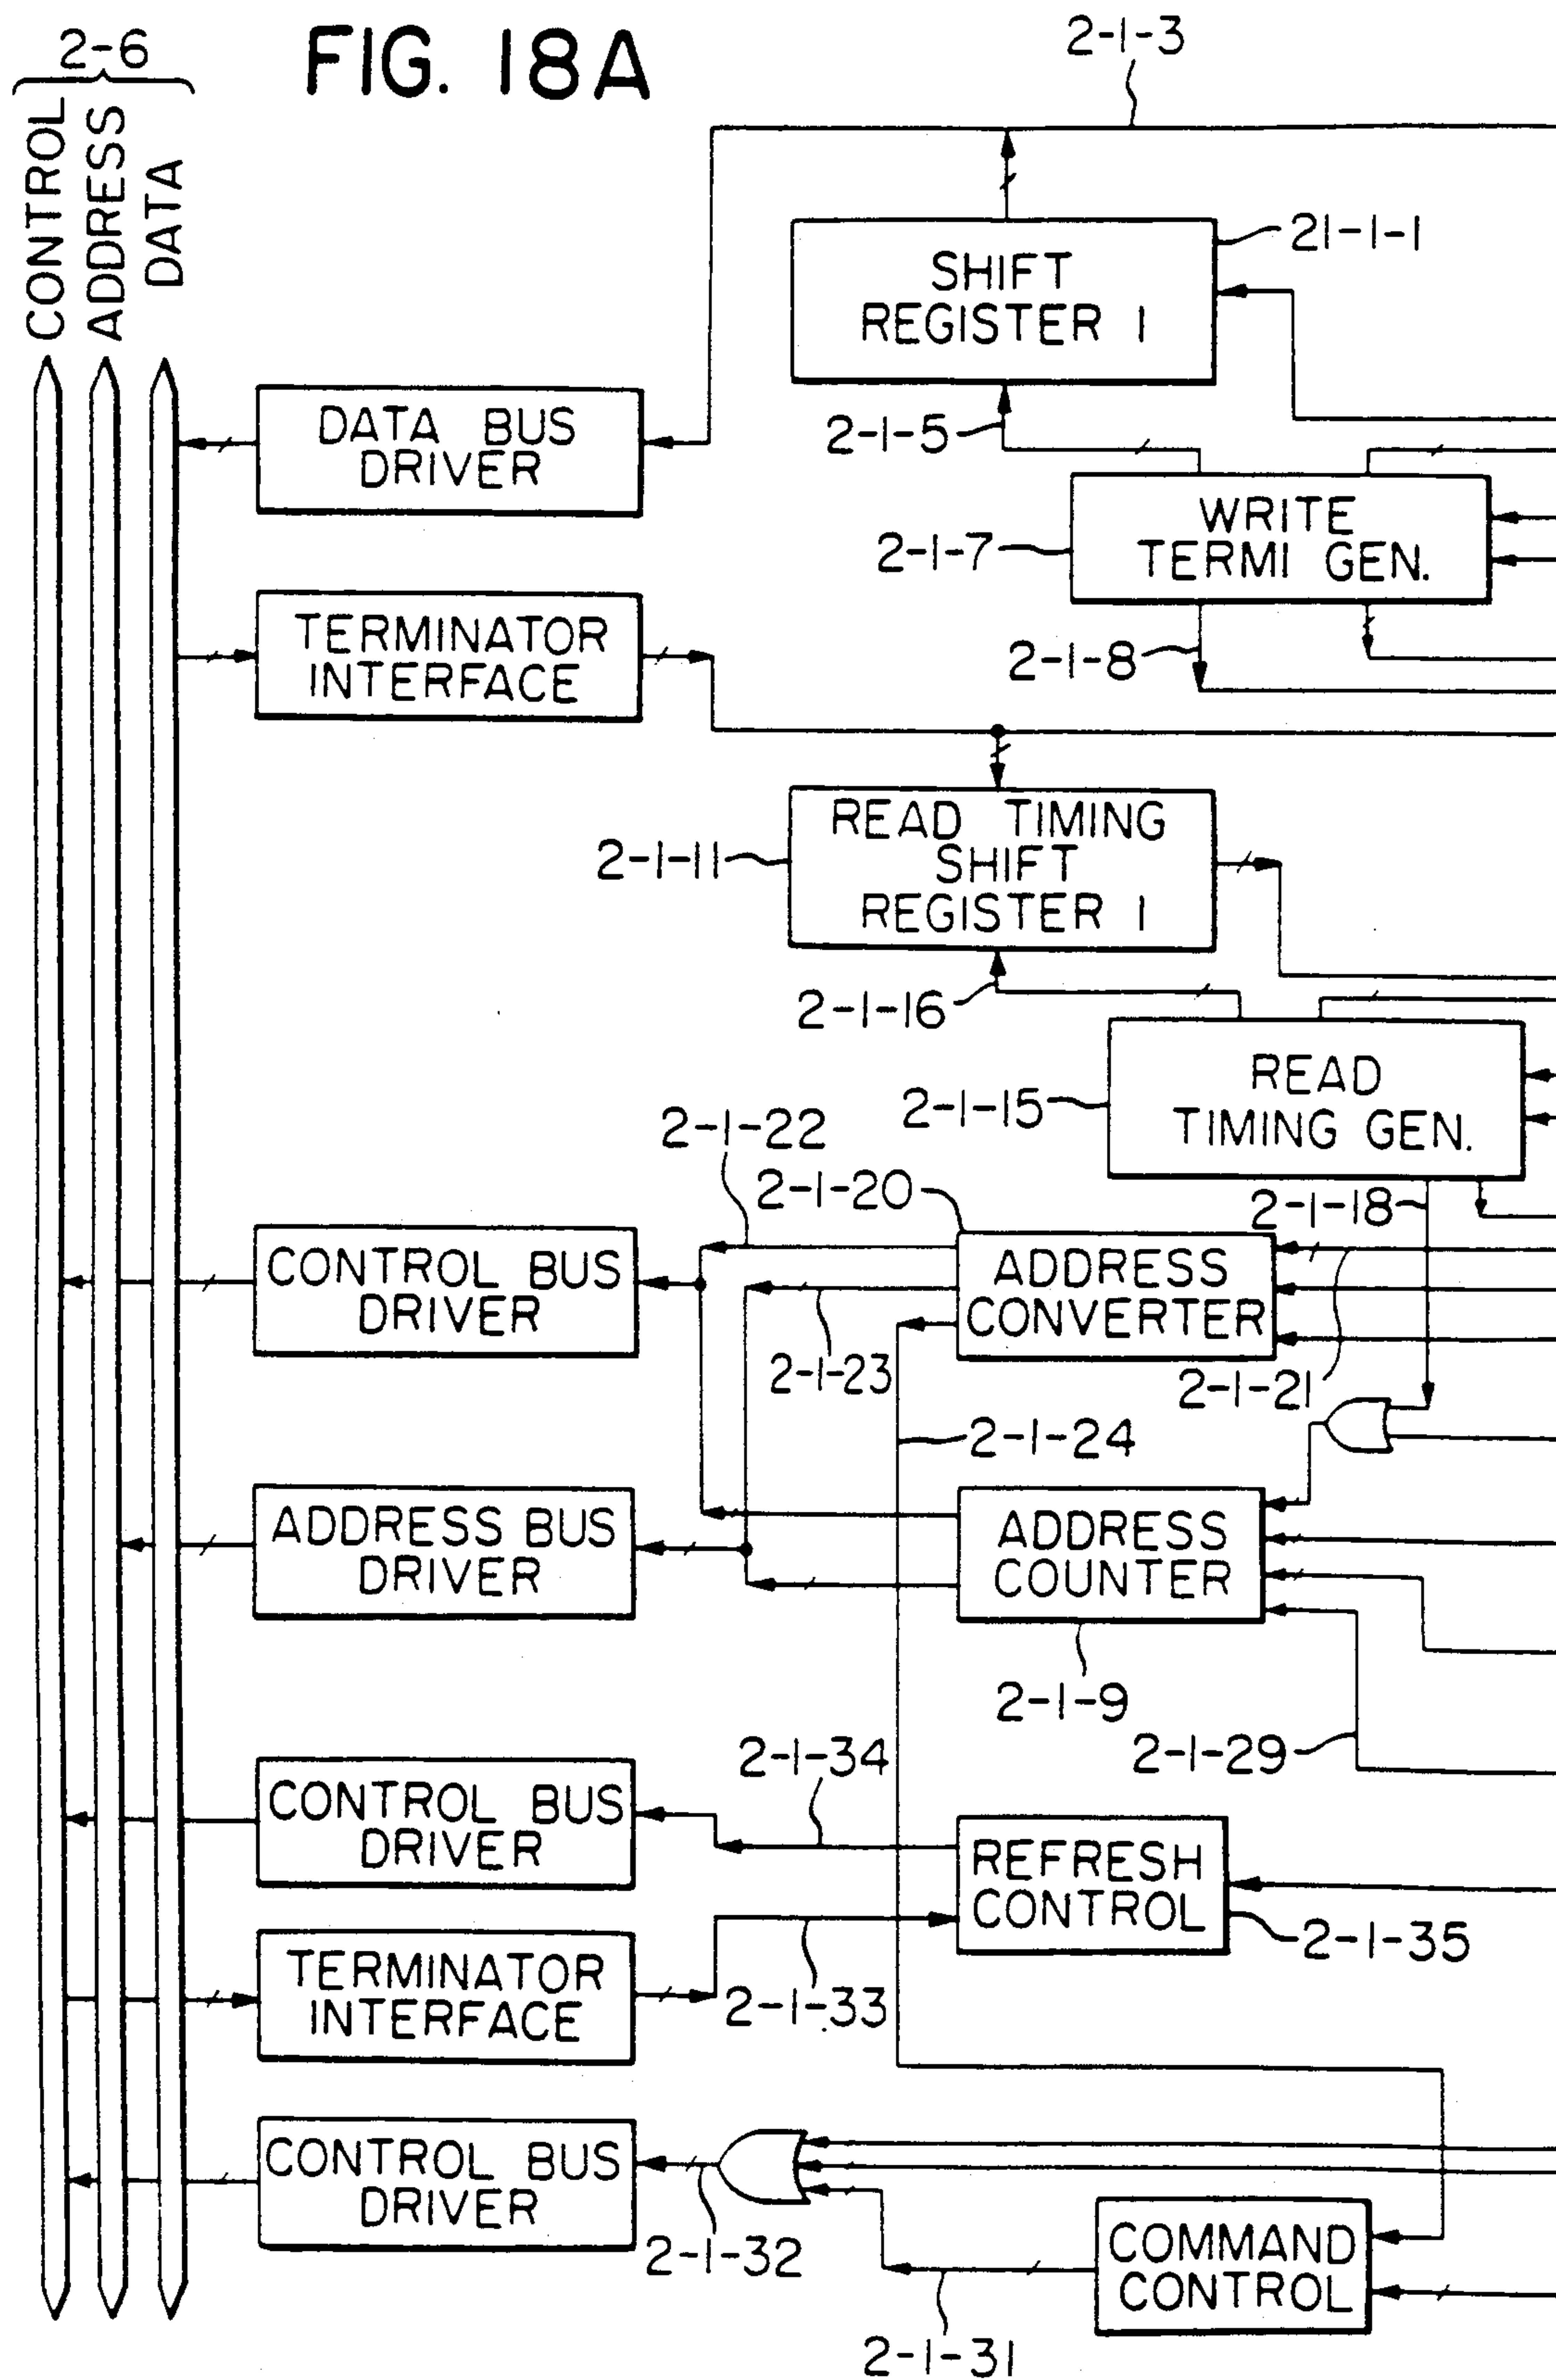 2-6
FIG. 18A
2-1-3
CONTROL
ADDRESS
DATA
21-1-1
SHIFT
REGISTER 1
DATA BUS
DRIVER
2-1-5
WRITE
TERMI GEN.
2-1-7
TERMINATOR
INTERFACE
2-1-8
READ TIMING
SHIFT
REGISTER 1
2-1-11
2-1-16
READ
TIMING GEN.
2-1-15
2-1-22
2-1-20
2-1-18
CONTROL BUS
DRIVER
ADDRESS
CONVERTER
2-1-23
2-1-21
2-1-24
ADDRESS BUS
DRIVER
ADDRESS
COUNTER
2-1-9
2-1-29
2-1-34
CONTROL BUS
DRIVER
REFRESH
CONTROL
2-1-35
TERMINATOR
INTERFACE
2-1-33
CONTROL BUS
DRIVER
2-1-32
COMMAND
CONTROL
2-1-31